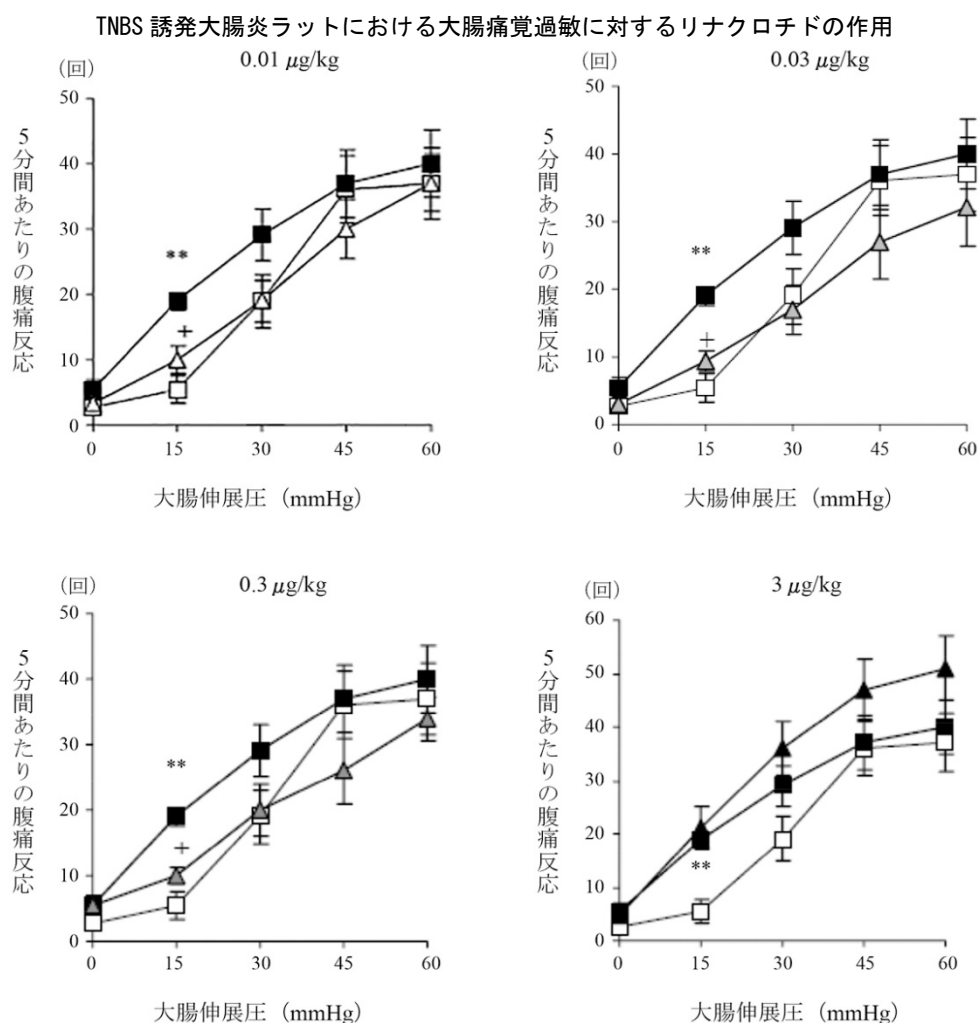 TNBS 誘発大腸炎ラットにおける大腸痛覚過敏に対するリナクロチドの作用
0.01 μg/kg
(回)
50
40
30
20
10
0
5分間あたりの腹痛反応
**
+
0 15 30 45 60
大腸伸展圧 (mmHg)
0.03 μg/kg
(回)
50
40
30
20
10
0
5分間あたりの腹痛反応
**
+
0 15 30 45 60
大腸伸展圧 (mmHg)
0.3 μg/kg
(回)
50
40
30
20
10
0
5分間あたりの腹痛反応
**
+
0 15 30 45 60
大腸伸展圧 (mmHg)
3 μg/kg
(回)
60
50
40
30
20
10
0
5分間あたりの腹痛反応
**
0 15 30 45 60
大腸伸展圧 (mmHg)